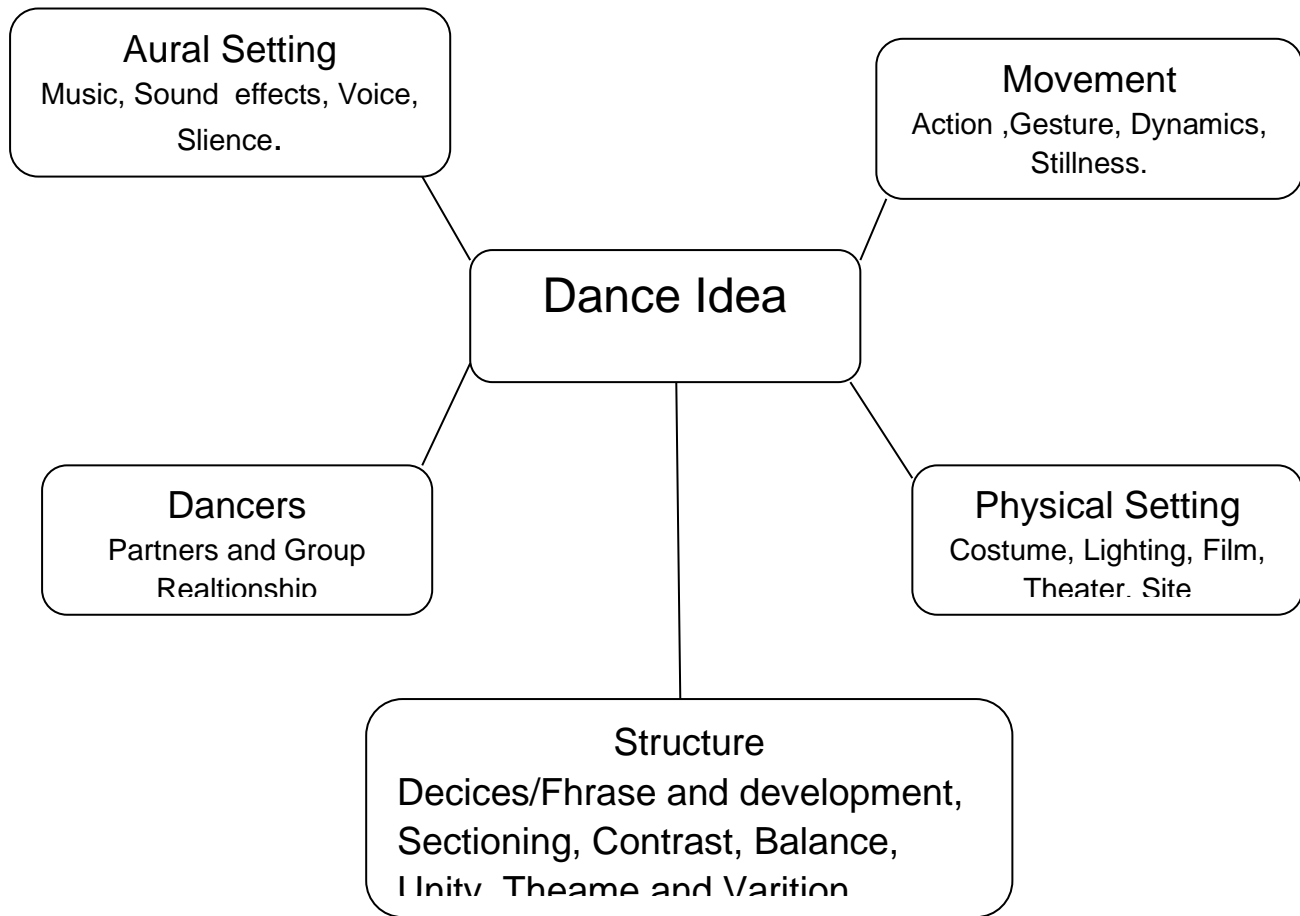 Aural Setting
Music, Sound effects, Voice,
Slience.
Movement
Action ,Gesture, Dynamics,
Stillness.
Dance Idea
Dancers
Partners and Group
Realtionship
Physical Setting
Costume, Lighting, Film,
Theater, Site
Structure
Decices/Fhrase and development,
Sectioning, Contrast, Balance,
Unity, Theame and Varition